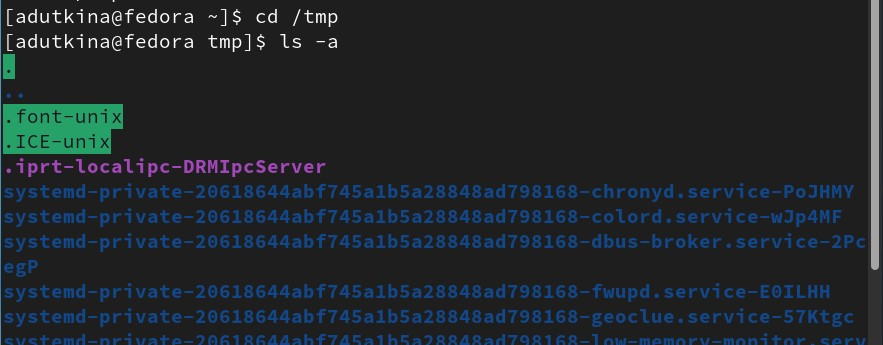 [adutkina@fedora ~]$ cd /tmp
[adutkina@fedora tmp]$ ls -a
.
..
.font-unix
.ICE-unix
.iprt-localipc-DRMIpcServer
systemd-private-20618644abf745a1b5a28848ad798168-chronyd.service-PoJHMY
systemd-private-20618644abf745a1b5a28848ad798168-colord.service-wJp4MF
systemd-private-20618644abf745a1b5a28848ad798168-dbus-broker.service-2Pc
egP
systemd-private-20618644abf745a1b5a28848ad798168-fwupd.service-E0ILHH
systemd-private-20618644abf745a1b5a28848ad798168-geoclue.service-57Ktgc
systemd-private-20618644abf745a1b5a28848ad798168-low-memory-monitor.serv